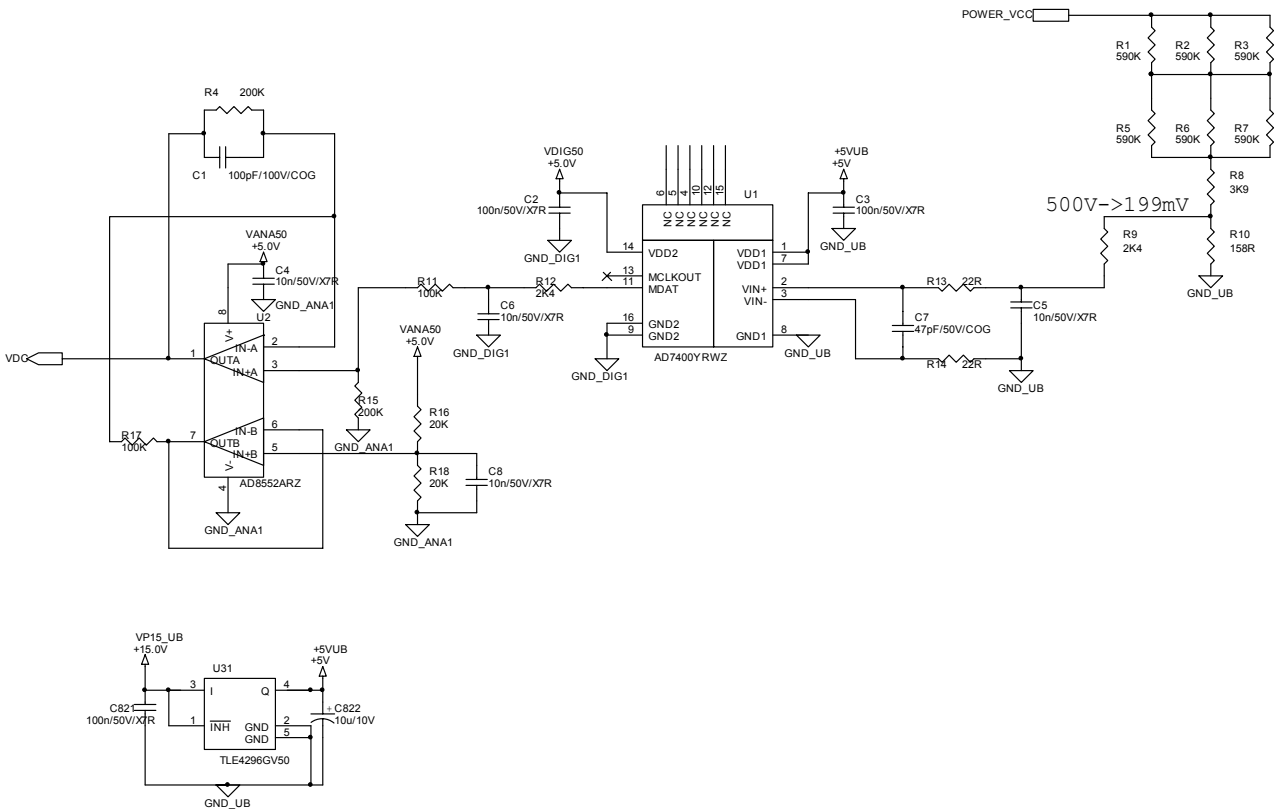 POWER_VCC
R1
590K
R2
590K
R3
590K
R5
590K
R6
590K
R7
590K
R8
3K9
500V->199mV
R9
2K4
R10
158R
GND_UB
R4 200K
C1 100pF/100V/COG
VANA50
+5.0V
C4
10n/50V/X7R
GND_ANA1
U2
8
V+
VDC
1
OUTA
IN-A
2
IN+A
3
R17
100K
7
OUTB
IN-B
6
IN+B
5
V-
4
AD8552ARZ
GND_ANA1
R11
100K
C6
10n/50V/X7R
GND_DIG1
R12
2K4
R15
200K
GND_ANA1
VANA50
+5.0V
R16
20K
R18
20K
C8
10n/50V/X7R
GND_ANA1
VDIG50
+5.0V
C2
100n/50V/X7R
GND_DIG1
6 5 4 10 12 15
NC NC NC NC NC NC
U1
14
VDD2
13
MCLKOUT
11
MDAT
16
GND2
9
GND2
GND_DIG1
VDD1
1
VDD1
7
VIN+
2
VIN-
3
GND1
8
GND_UB
AD7400YRWZ
+5VUB
+5V
C3
100n/50V/X7R
GND_UB
R13 22R
C7
47pF/50V/COG
R14 22R
C5
10n/50V/X7R
GND_UB
VP15_UB
+15.0V
C821
100n/50V/X7R
U31
3
I
Q
4
1
INH
GND
2
GND
5
TLE4296GV50
+5VUB
+5V
+
C822
10u/10V
GND_UB